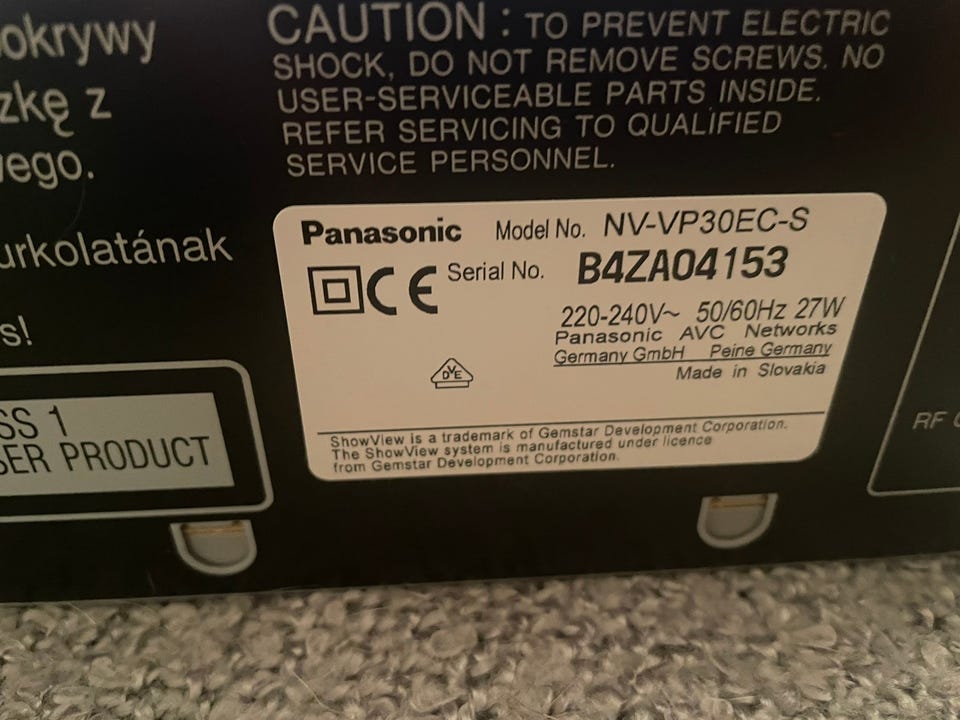 okrywy
zkę z
ego.
urkolatának
s!
SS 1
SER PRODUCT
CAUTION : TO PREVENT ELECTRIC
SHOCK, DO NOT REMOVE SCREWS. NO
USER-SERVICEABLE PARTS INSIDE.
REFER SERVICING TO QUALIFIED
SERVICE PERSONNEL.
Panasonic Model No. NV-VP30EC-S
CE Serial No. B4ZA04153
220-240V~ 50/60Hz 27W
Panasonic AVC Networks
Germany GmbH Peine Germany
Made in Slovakia
DVE
ShowView is a trademark of Gemstar Development Corporation.
The ShowView system is manufactured under licence
from Gemstar Development Corporation.
RF